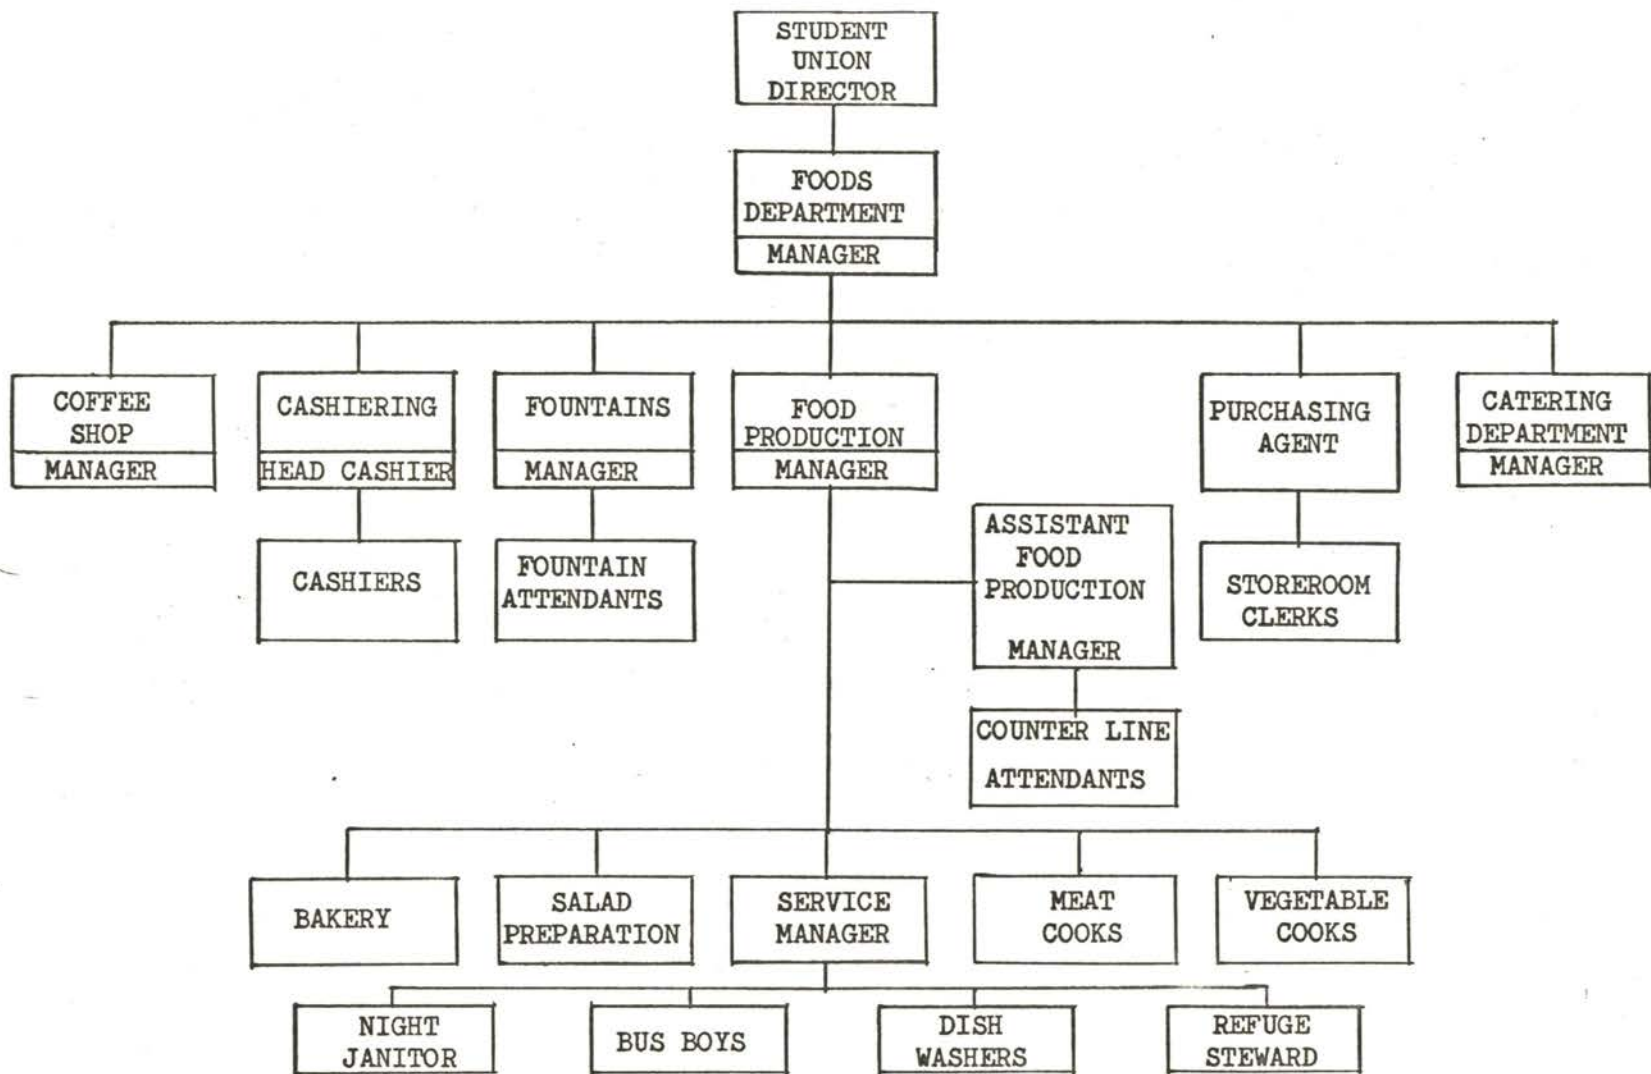 STUDENT
UNION
DIRECTOR
FOODS
DEPARTMENT
MANAGER
COFFEE
SHOP
MANAGER
CASHIERING
HEAD CASHIER
FOUNTAINS
MANAGER
FOOD
PRODUCTION
MANAGER
PURCHASING
AGENT
CATERING
DEPARTMENT
MANAGER
CASHIERS
FOUNTAIN
ATTENDANTS
ASSISTANT
FOOD
PRODUCTION
MANAGER
STOREROOM
CLERKS
COUNTER LINE
ATTENDANTS
BAKERY
SALAD
PREPARATION
SERVICE
MANAGER
MEAT
COOKS
VEGETABLE
COOKS
NIGHT
JANITOR
BUS BOYS
DISH
WASHERS
REFUGE
STEWARD